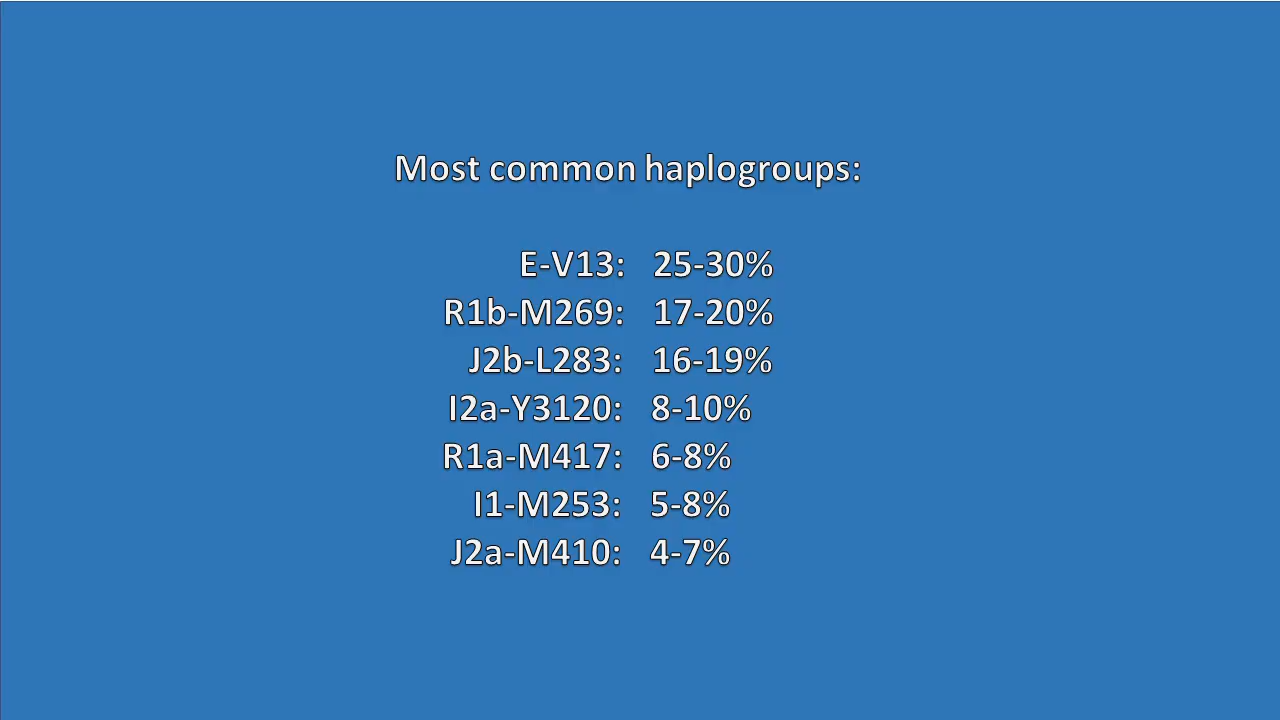 Most common haplogroups:
E-V13: 25-30%
R1b-M269: 17-20%
J2b-L283: 16-19%
I2a-Y3120: 8-10%
R1a-M417: 6-8%
I1-M253: 5-8%
J2a-M410: 4-7%